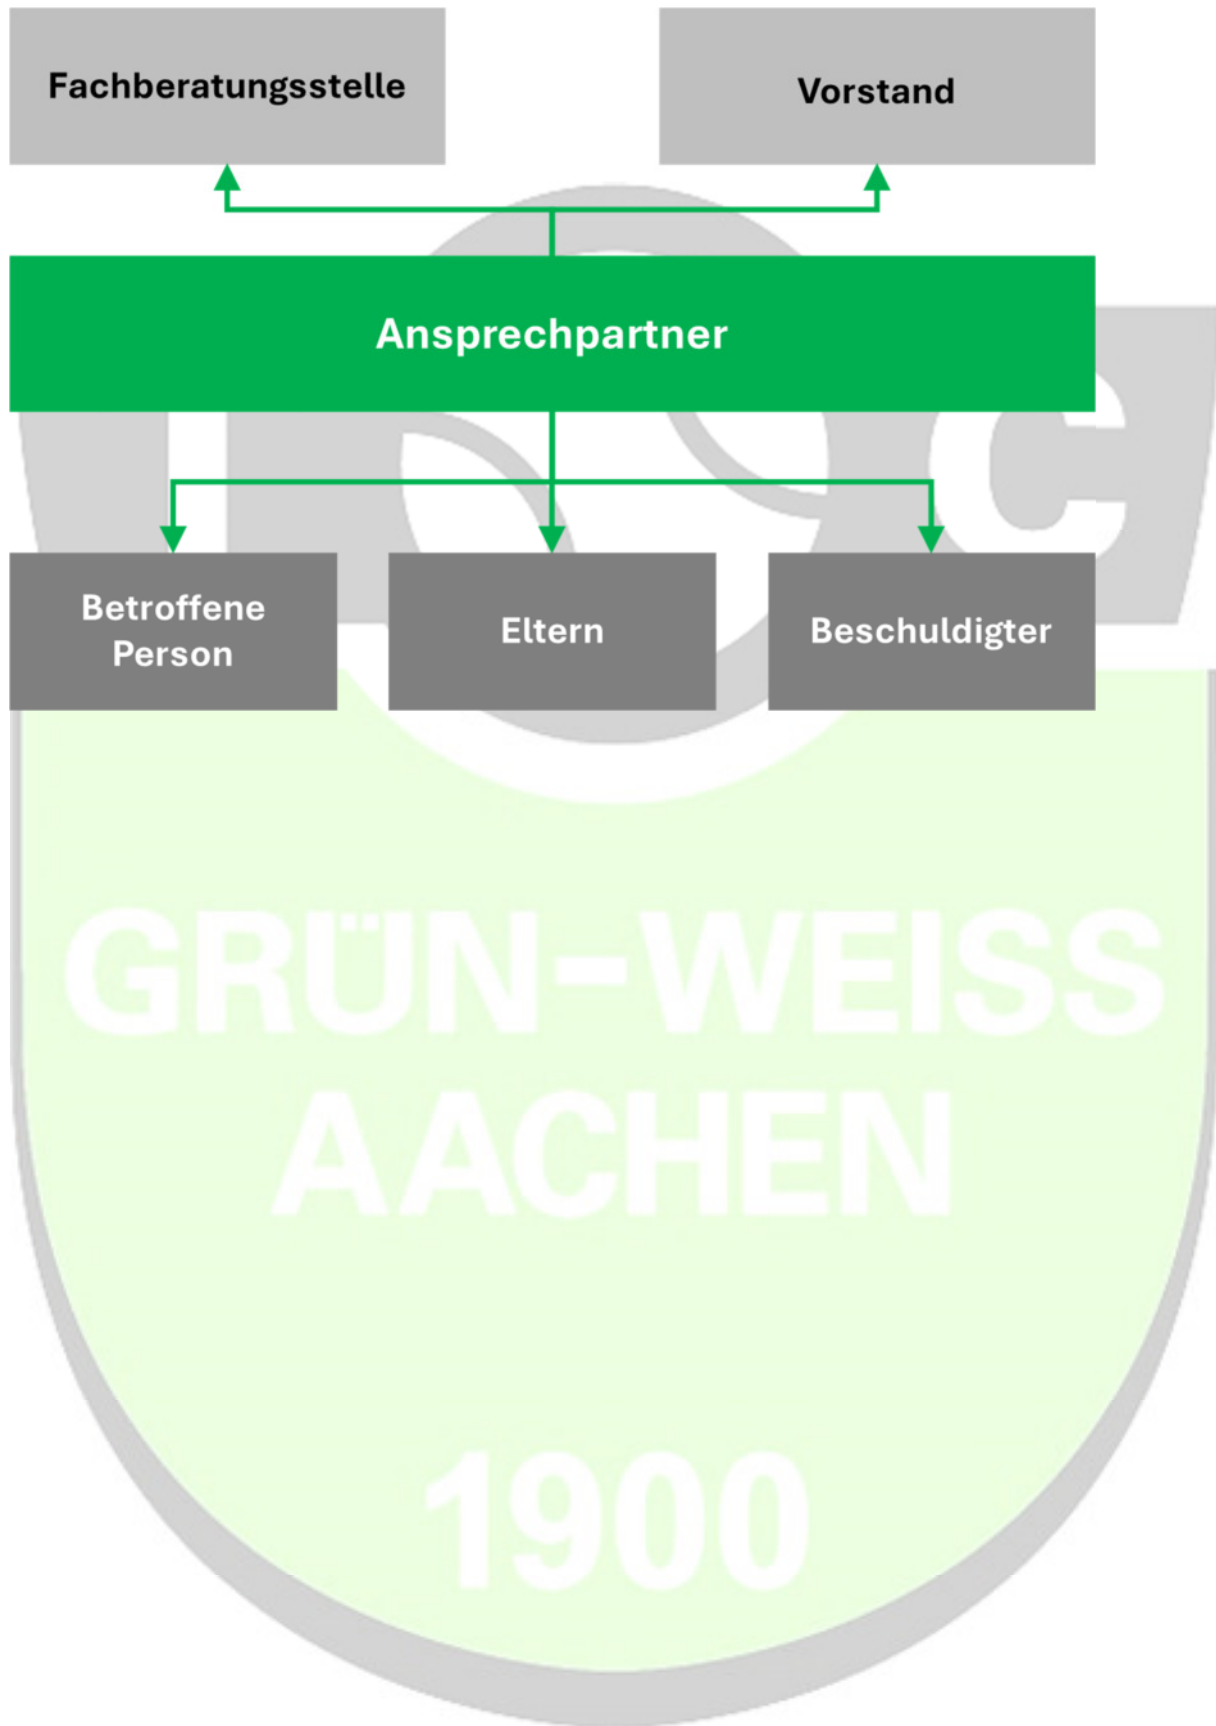 Fachberatungsstelle
Vorstand
Ansprechpartner
Betroffene
Person
Eltern
Beschuldigter
GRÜN-WEISS
AACHEN
1900